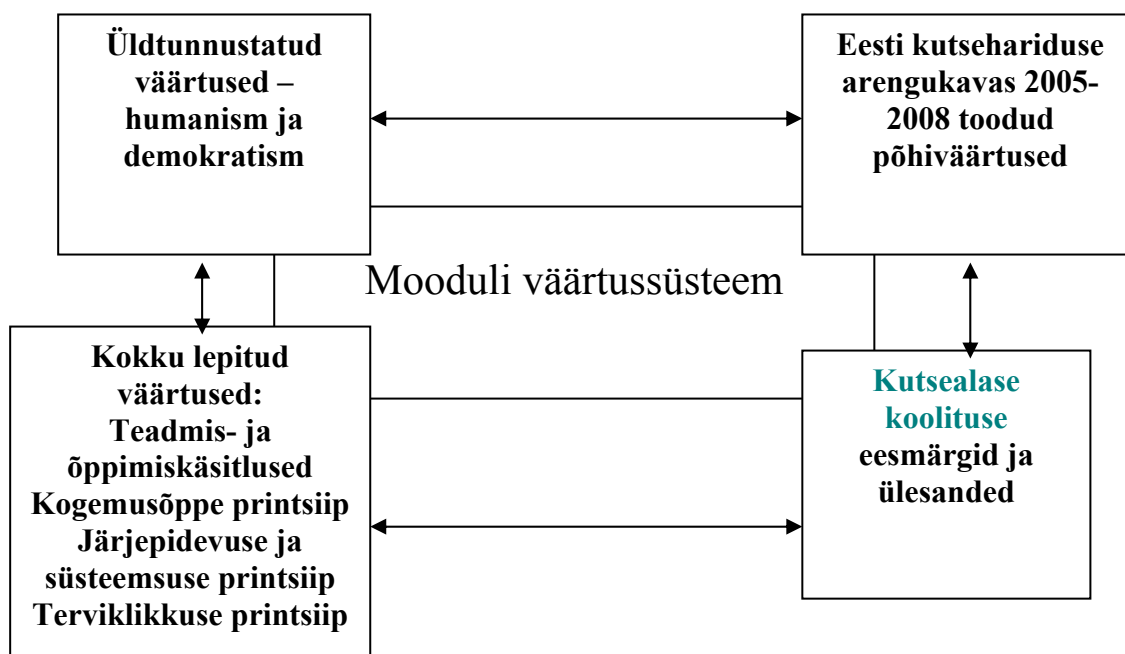 Üldtunnustatud
väärtused –
humanism ja
demokratism
Eesti kutsehariduse
arengukavas 2005-
2008 toodud
põhiväärtused
Mooduli väärtussüsteem
Kokku lepitud
väärtused:
Teadmis- ja
õppimiskäsitlused
Kogemusõppe printsiip
Järjepidevuse ja
süsteemsuse printsiip
Terviklikkuse printsiip
Kutsealase
koolituse
eesmärgid ja
ülesanded